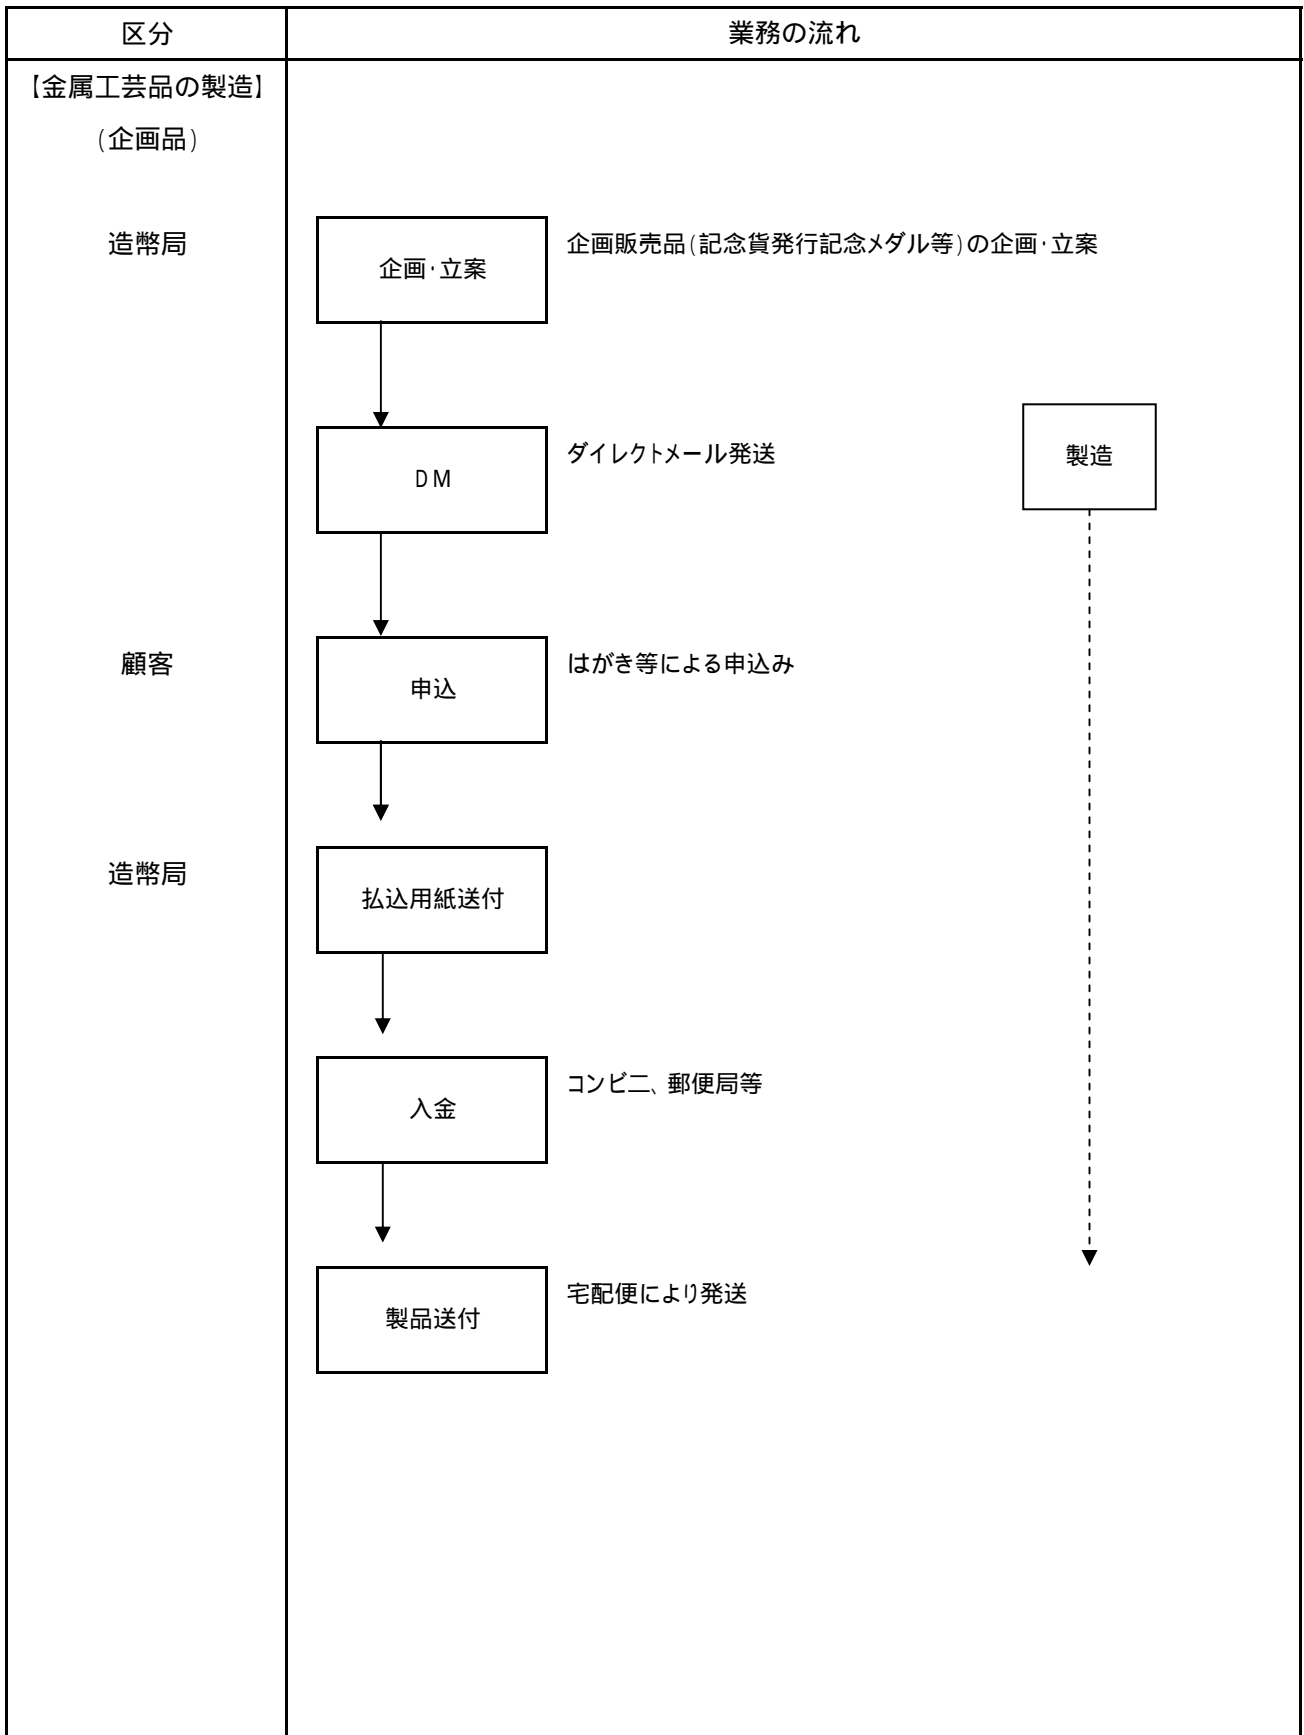 区分
業務の流れ
【金属工芸品の製造】
(企画品)
造幣局
企画・立案
企画販売品(記念貨発行記念メダル等)の企画・立案
DM
ダイレクトメール発送
製造
顧客
申込
はがき等による申込み
造幣局
払込用紙送付
入金
コンビニ、郵便局等
製品送付
宅配便により発送